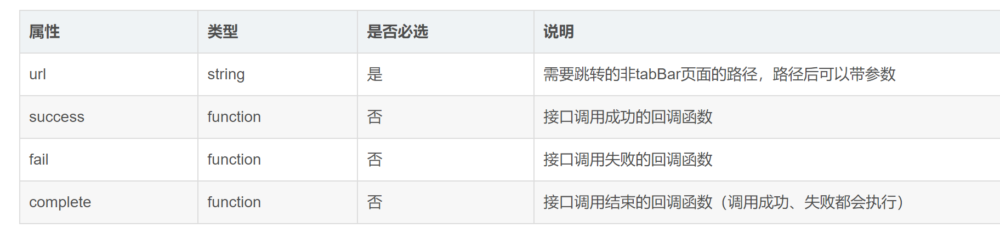 属性 类型 是否必选 说明
url string 是 需要跳转的非tabBar页面的路径，路径后可以带参数
success function 否 接口调用成功的回调函数
fail function 否 接口调用失败的回调函数
complete function 否 接口调用结束的回调函数（调用成功、失败都会执行）